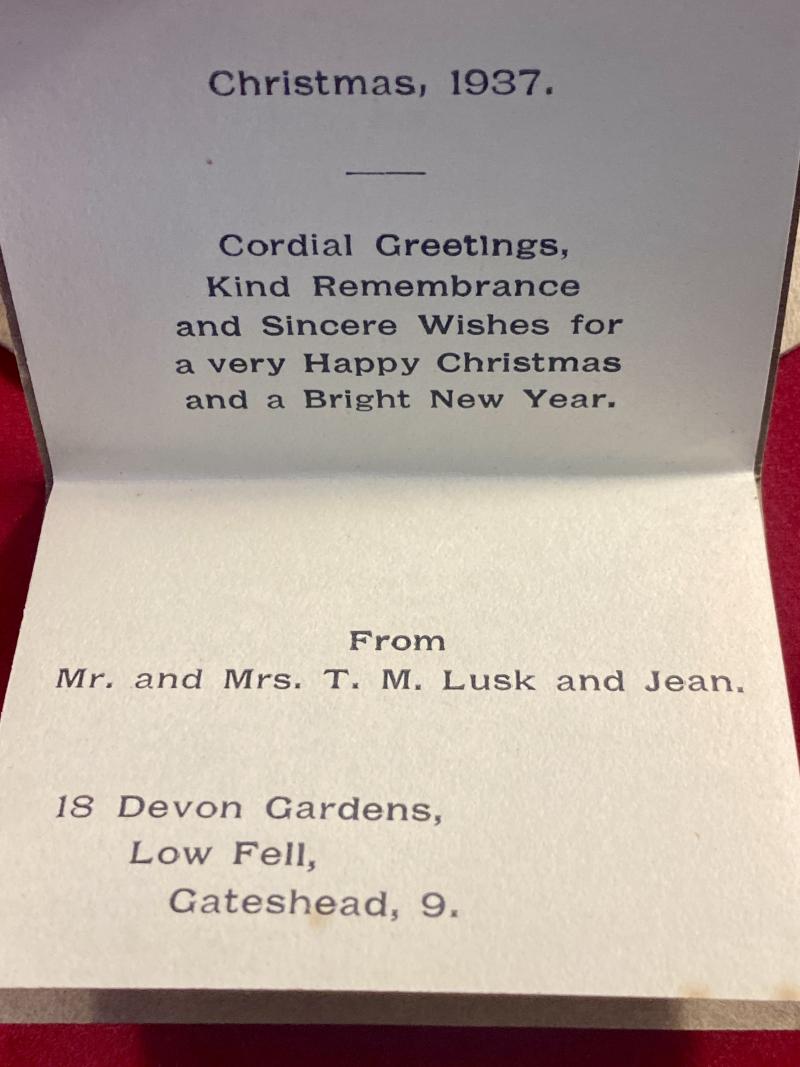 Christmas, 1937.
Cordial Greetings,
Kind Remembrance
and Sincere Wishes for
a very Happy Christmas
and a Bright New Year.
From
Mr. and Mrs. T. M. Lusk and Jean.
18 Devon Gardens,
Low Fell,
Gateshead, 9.